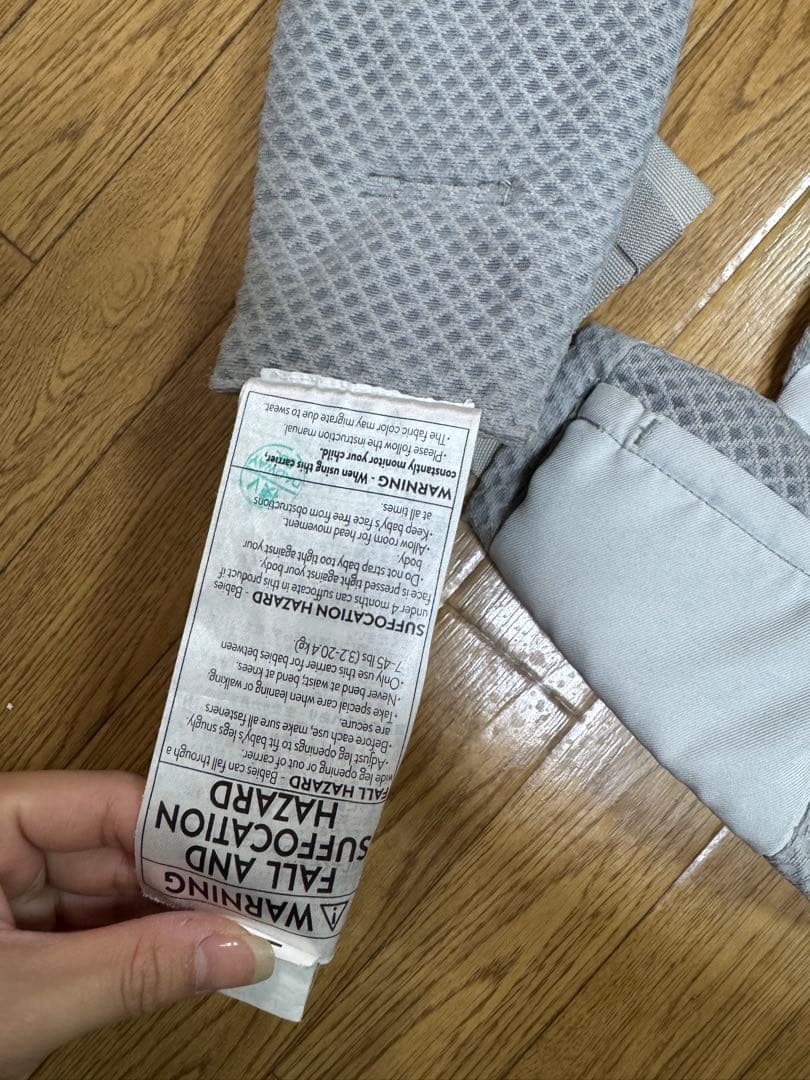 WARNING
FALL AND
SUFFOCATION
HAZARD
FALL HAZARD - Babies can fall through a
wide leg opening or out of carrier.
•Adjust leg openings to fit baby's legs snugly.
•Before each use, make sure all fasteners
are secure.
•Take special care when leaning or walking.
•Never bend at waist; bend at knees.
•Only use this carrier for babies between
7-45 lbs (3.2-20.4 kg).
SUFFOCATION HAZARD - Babies
under 4 months can suffocate in this product if
face is pressed tight against your body.
•Do not strap baby too tight against your
body.
•Allow room for head movement.
•Keep baby's face free from obstructions
at all times.
WARNING - When using this carrier,
constantly monitor your child.
•Please follow the instruction manual.
•The fabric color may migrate due to sweat.